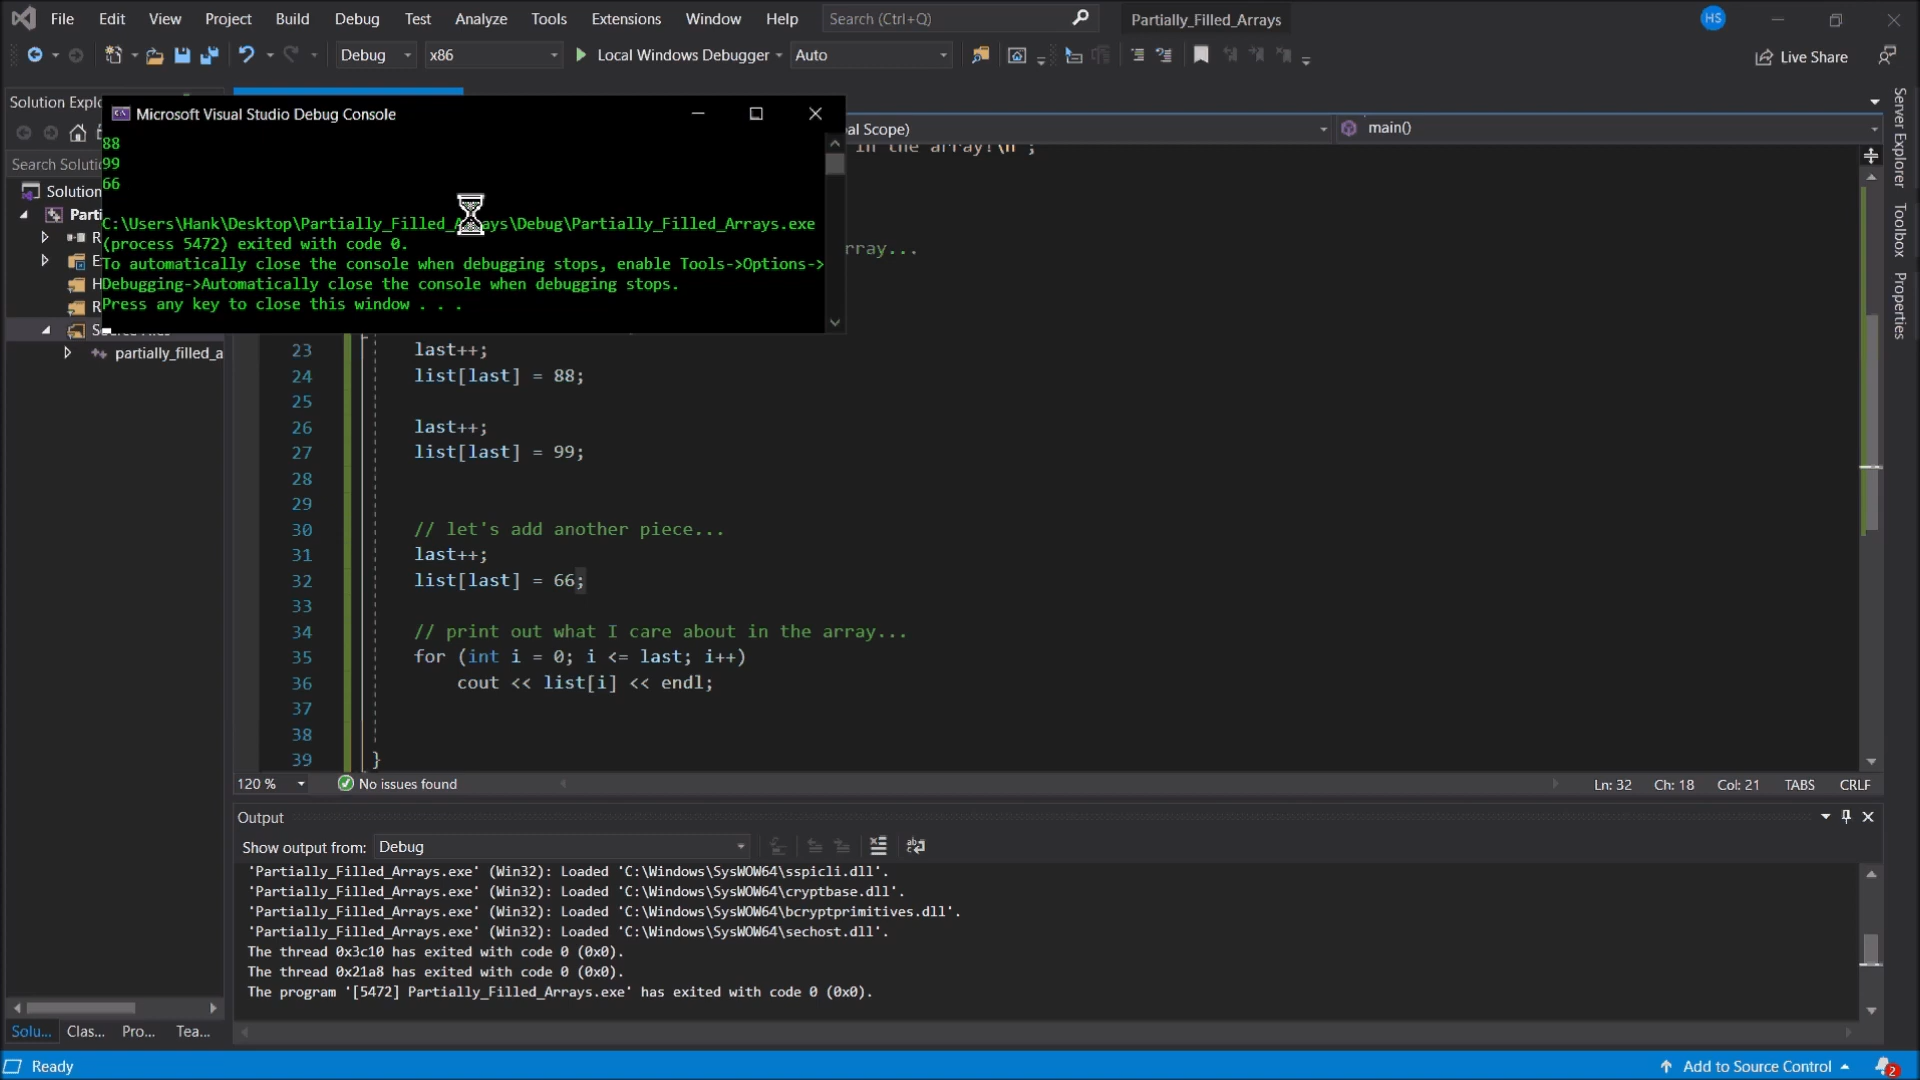 File Edit View Project Build Debug Test Analyze Tools Extensions Window Help Search (Ctrl+Q) Partially_Filled_Arrays HS
Debug x86 Local Windows Debugger Auto Live Share
Solution Explo
Microsoft Visual Studio Debug Console
al Scope) main()
88
in the array!\n";
99
Search Solutio
66
Solution
Parti
C:\Users\Hank\Desktop\Partially_Filled_Arrays\Debug\Partially_Filled_Arrays.exe
(process 5472) exited with code 0.
rray...
To automatically close the console when debugging stops, enable Tools->Options->
Debugging->Automatically close the console when debugging stops.
Press any key to close this window . . .
partially_filled_a
23 last++;
24 list[last] = 88;
25
26 last++;
27 list[last] = 99;
28
29
30 // let's add another piece...
31 last++;
32 list[last] = 66;
33
34 // print out what I care about in the array...
35 for (int i = 0; i <= last; i++)
36 cout << list[i] << endl;
37
38
39 }
120 % No issues found Ln: 32 Ch: 18 Col: 21 TABS CRLF
Output
Show output from: Debug
'Partially_Filled_Arrays.exe' (Win32): Loaded 'C:\Windows\SysWOW64\sspicli.dll'.
'Partially_Filled_Arrays.exe' (Win32): Loaded 'C:\Windows\SysWOW64\cryptbase.dll'.
'Partially_Filled_Arrays.exe' (Win32): Loaded 'C:\Windows\SysWOW64\bcryptprimitives.dll'.
'Partially_Filled_Arrays.exe' (Win32): Loaded 'C:\Windows\SysWOW64\sechost.dll'.
The thread 0x3c10 has exited with code 0 (0x0).
The thread 0x21a8 has exited with code 0 (0x0).
The program '[5472] Partially_Filled_Arrays.exe' has exited with code 0 (0x0).
Solu... Clas... Pro... Tea...
Ready Add to Source Control 2
Server Explorer
Toolbox
Properties